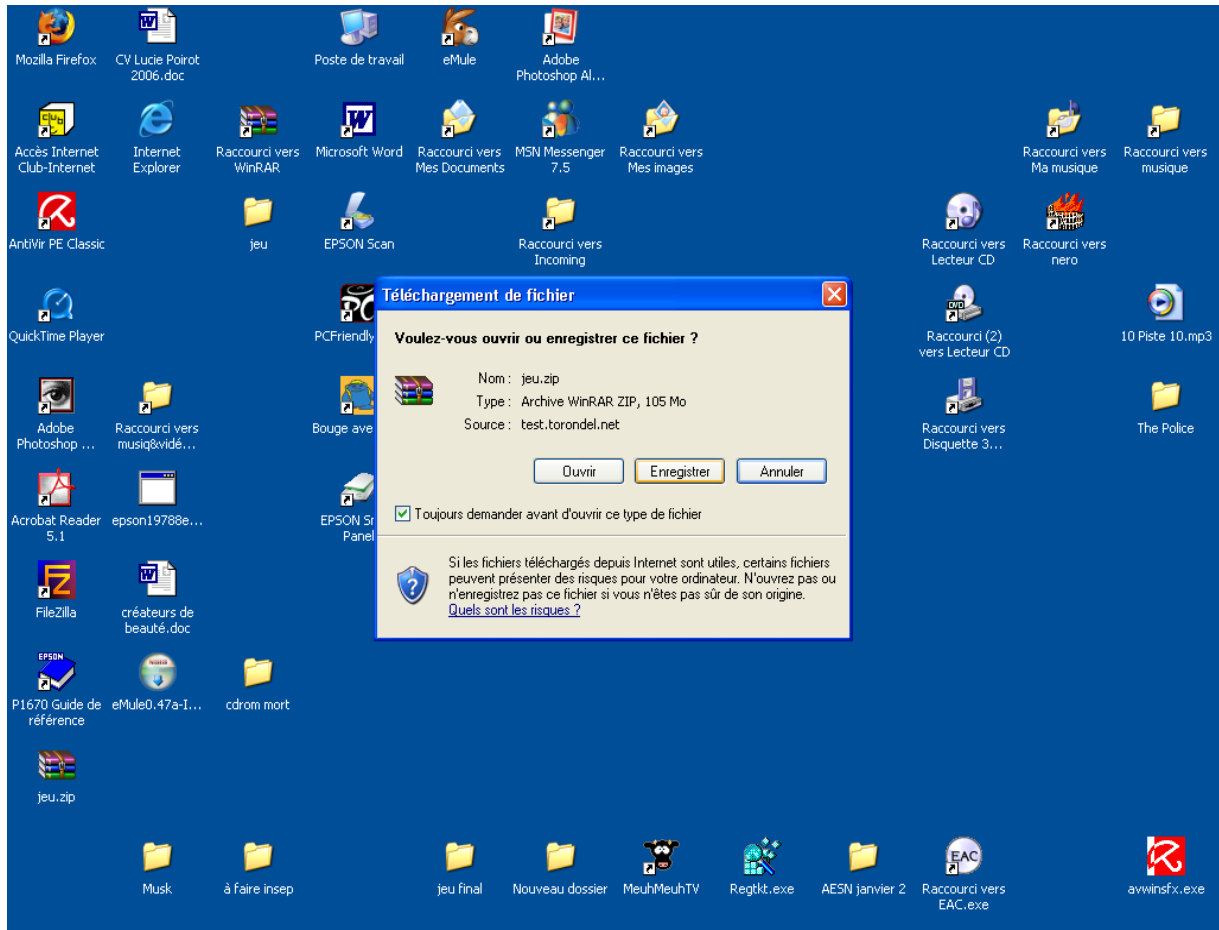 Mozilla Firefox
CV Lucie Poirot
2006.doc
Poste de travail
eMule
Adobe
Photoshop Al...
Accès Internet
Club-Internet
Internet
Explorer
Raccourci vers
WinRAR
Microsoft Word
Raccourci vers
Mes Documents
MSN Messenger
7.5
Raccourci vers
Mes images
Raccourci vers
Ma musique
Raccourci vers
musique
AntiVir PE Classic
jeu
EPSON Scan
Raccourci vers
Incoming
Raccourci vers
Lecteur CD
Raccourci vers
nero
QuickTime Player
PCFriendly
Raccourci (2)
vers Lecteur CD
10 Piste 10.mp3
Adobe
Photoshop ...
Raccourci vers
musiq&vidé...
Bouge ave
Raccourci vers
Disquette 3...
The Police
Acrobat Reader
5.1
epson19788e...
EPSON Sm
Panel
FileZilla
créateurs de
beauté.doc
EPSON
P1670 Guide de
référence
eMule0.47a-I...
cdrom mort
jeu.zip
Musk
à faire insep
jeu final
Nouveau dossier
MeuhMeuhTV
Regtkt.exe
AESN janvier 2
EAC
Raccourci vers
EAC.exe
avwinsfx.exe
Téléchargement de fichier
Voulez-vous ouvrir ou enregistrer ce fichier ?
Nom : jeu.zip
Type : Archive WinRAR ZIP, 105 Mo
Source : test.torondel.net
Ouvrir
Enregistrer
Annuler
Toujours demander avant d'ouvrir ce type de fichier
Si les fichiers téléchargés depuis Internet sont utiles, certains fichiers
peuvent présenter des risques pour votre ordinateur. N'ouvrez pas ou
n'enregistrez pas ce fichier si vous n'êtes pas sûr de son origine.
Quels sont les risques ?